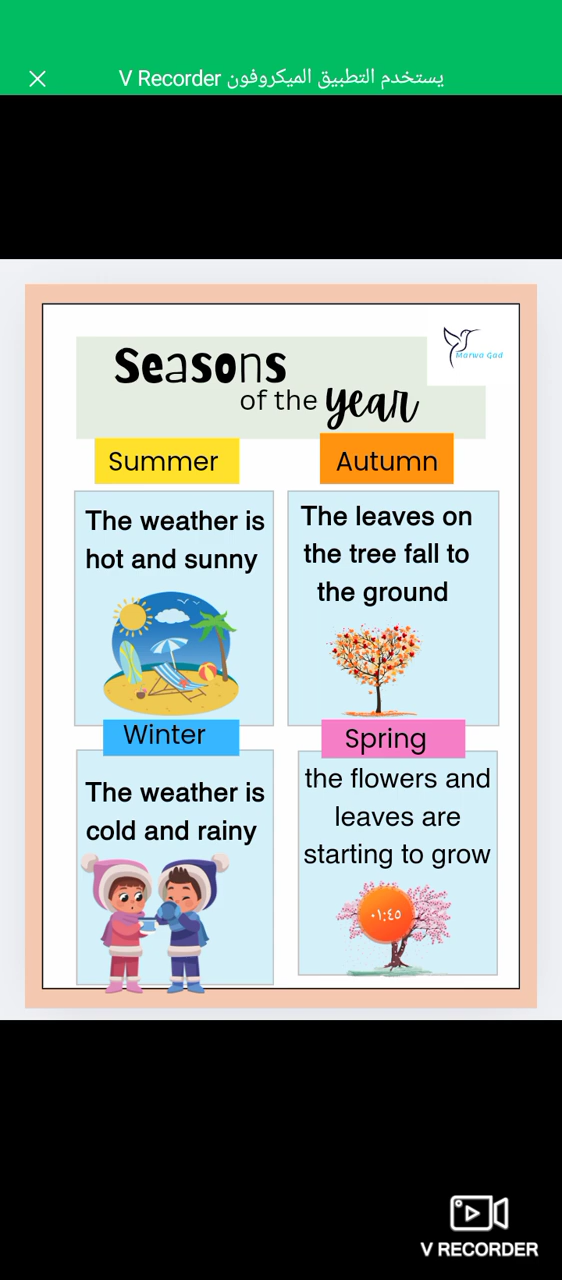 يستخدم التطبيق الميكروفون V Recorder
Marwa Gad
Seasons
of the year
Summer
The weather is
hot and sunny
Autumn
The leaves on
the tree fall to
the ground
Winter
The weather is
cold and rainy
Spring
the flowers and
leaves are
starting to grow
٠١:٤٥
V RECORDER